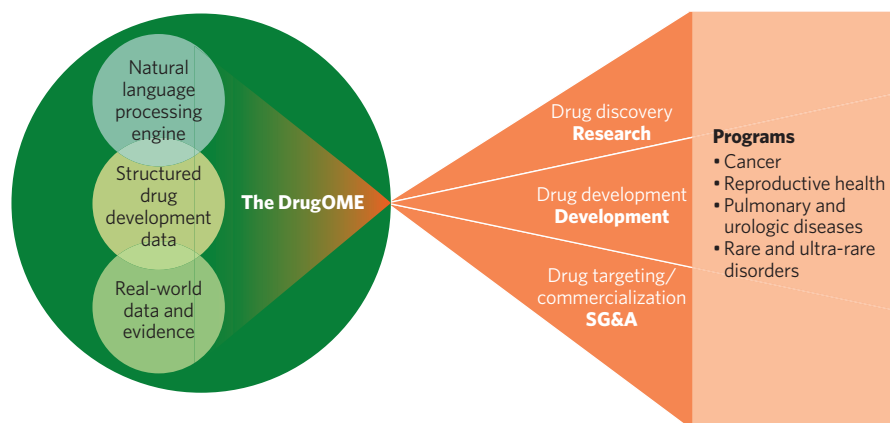 Natural
language
processing
engine
Structured
drug
development
data
Real-world
data and
evidence
The DrugOME
Drug discovery
Research
Drug development
Development
Drug targeting/
commercialization
SG&A
Programs
• Cancer
• Reproductive health
• Pulmonary and
urologic diseases
• Rare and ultra-rare
disorders